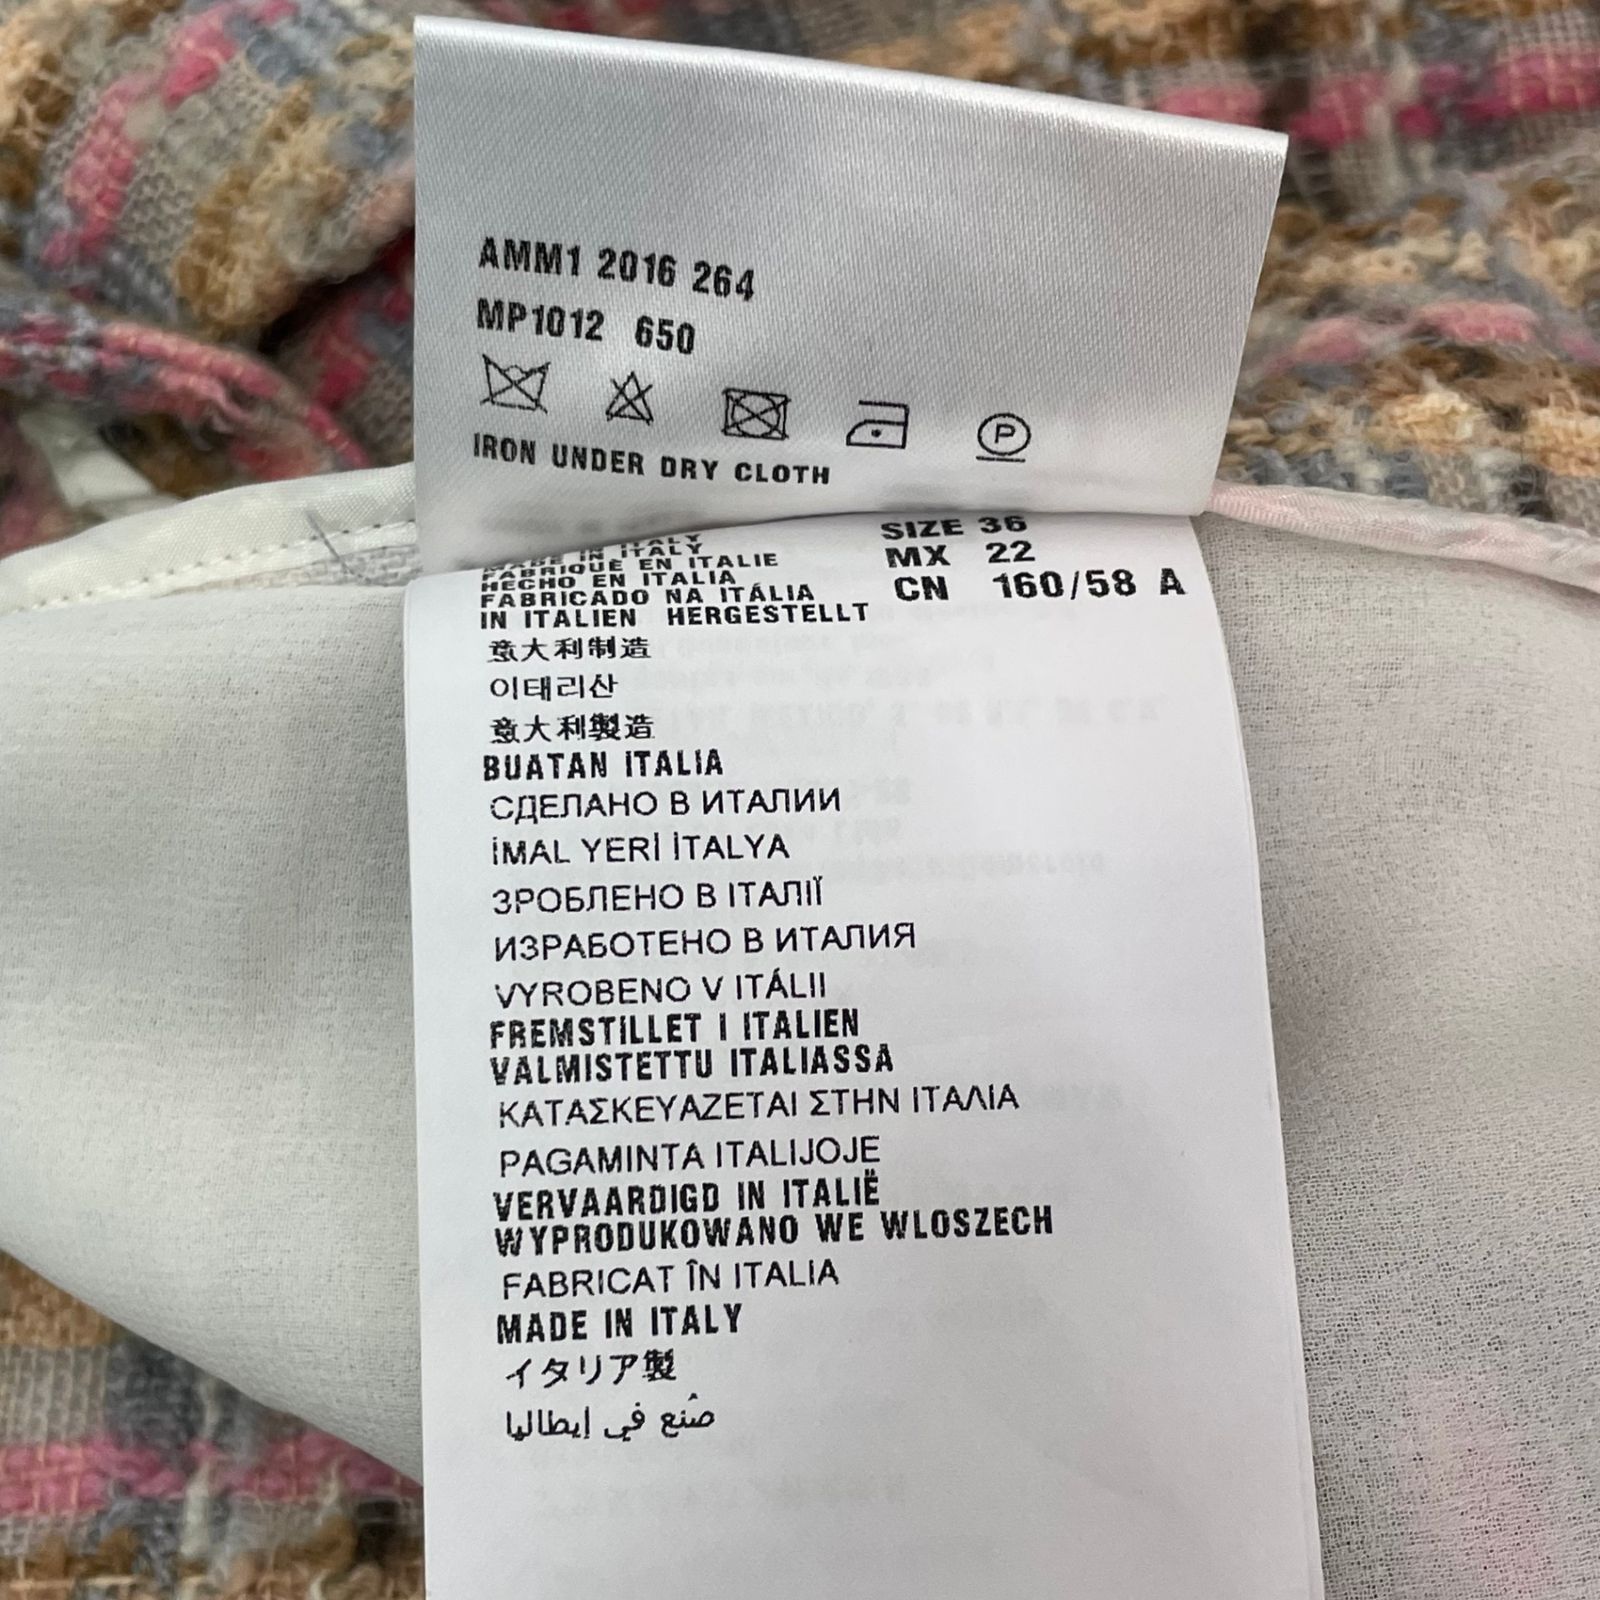 AMM1 2016 264
MP1012 650
P
IRON UNDER DRY CLOTH
MADE IN ITALY
FABRIQUÉ EN ITALIE
HECHO EN ITALIA
FABRICADO NA ITÁLIA
IN ITALIEN HERGESTELLT
SIZE 36
MX 22
CN 160/58 A
意大利制造
이태리산
意大利製造
BUATAN ITALIA
СДЕЛАНО В ИТАЛИИ
İMAL YERİ İTALYA
ЗРОБЛЕНО В ІТАЛІЇ
ИЗРАБОТЕНО В ИТАЛИЯ
VYROBENO V ITÁLII
FREMSTILLET I ITALIEN
VALMISTETTU ITALIASSA
ΚΑΤΑΣΚΕΥΑΖΕΤΑΙ ΣΤΗΝ ΙΤΑΛΙΑ
PAGAMINTA ITALIJOJE
VERVAARDIGD IN ITALIË
WYPRODUKOWANO WE WLOSZECH
FABRICAT ÎN ITALIA
MADE IN ITALY
イタリア製
صُنع في إيطاليا